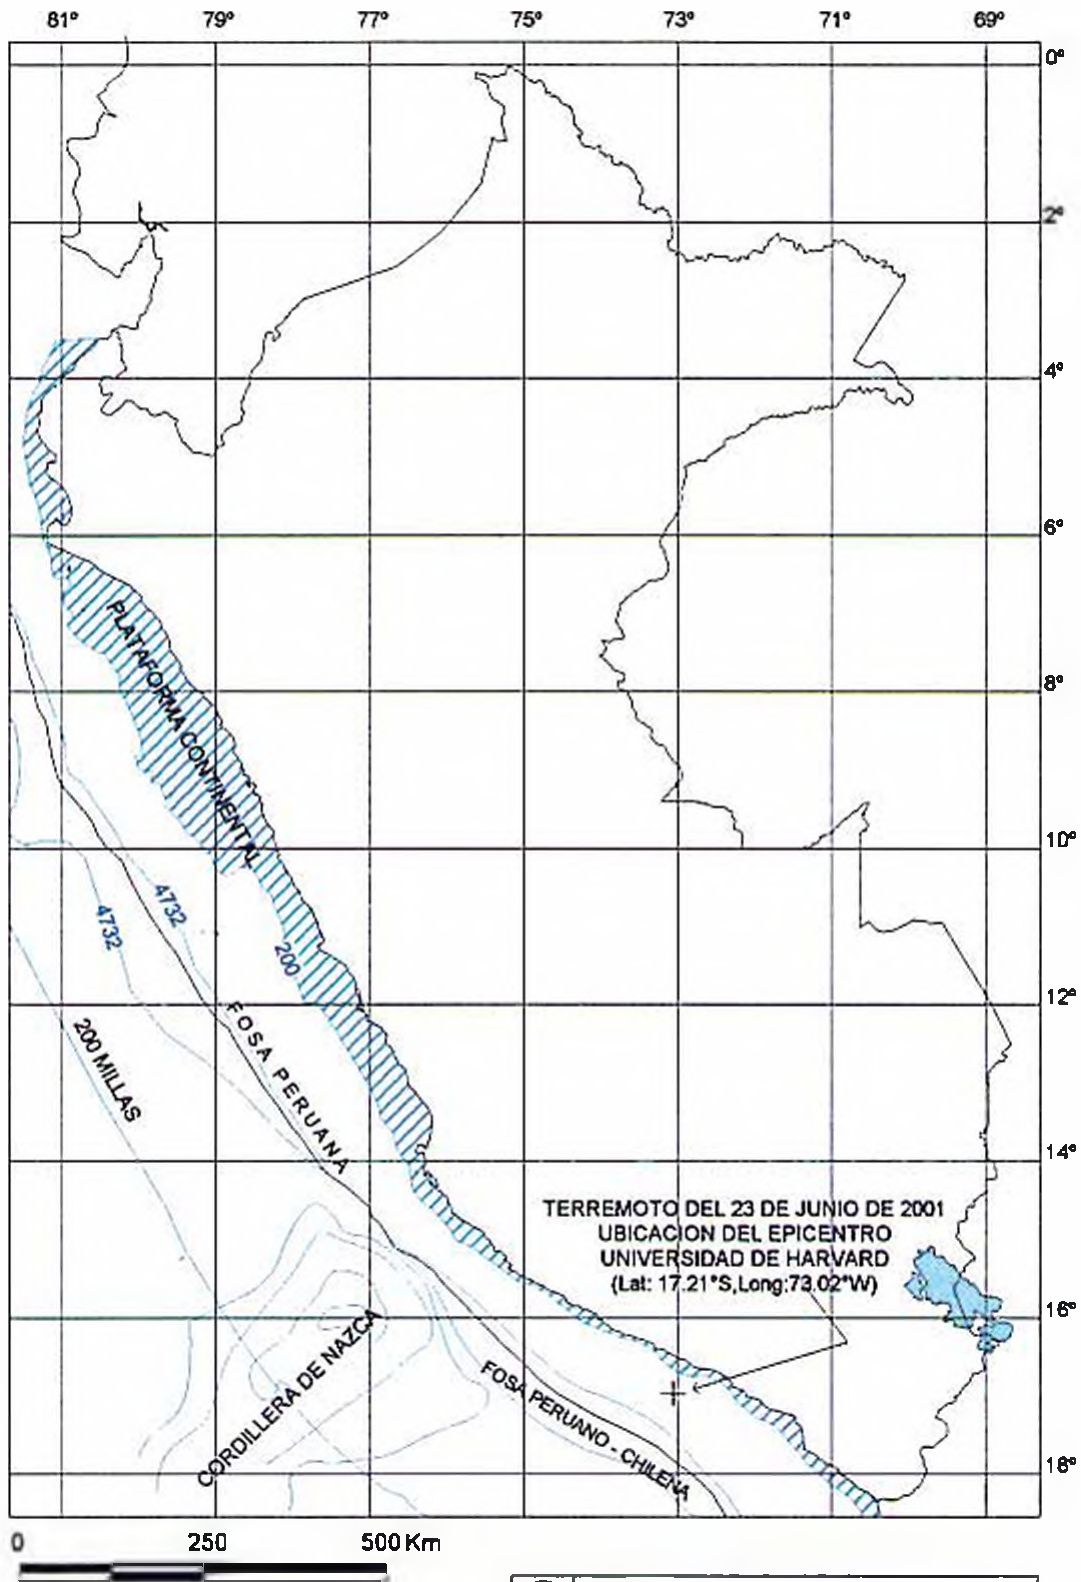 81° 79° 77° 75° 73° 71° 69°
0°
2°
4°
6°
8°
10°
12°
14°
16°
18°
PLATAFORMA CONTINENTAL
4732
4732
200
FOSA PERUANA
200 MILLAS
TERREMOTO DEL 23 DE JUNIO DE 2001
UBICACION DEL EPICENTRO
UNIVERSIDAD DE HARVARD
(Lat: 17.21°S,Long:73.02°W)
CORDILLERA DE NAZCA
FOSA PERUANO - CHILENA
0 250 500 Km